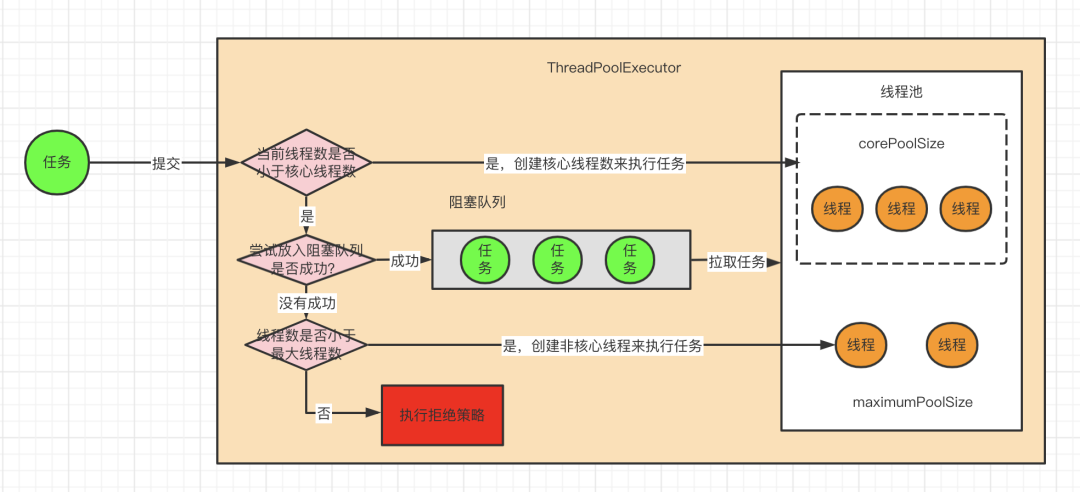 ThreadPoolExecutor
线程池
任务
提交
当前线程数是否
小于核心线程数
是，创建核心线程数来执行任务
corePoolSize
线程
线程
线程
是
阻塞队列
尝试放入阻塞队列
是否成功？
成功
任
务
任
务
任
务
拉取任务
没有成功
线程数是否小于
最大线程数
是，创建非核心线程来执行任务
线程
线程
maximumPoolSize
否
执行拒绝策略